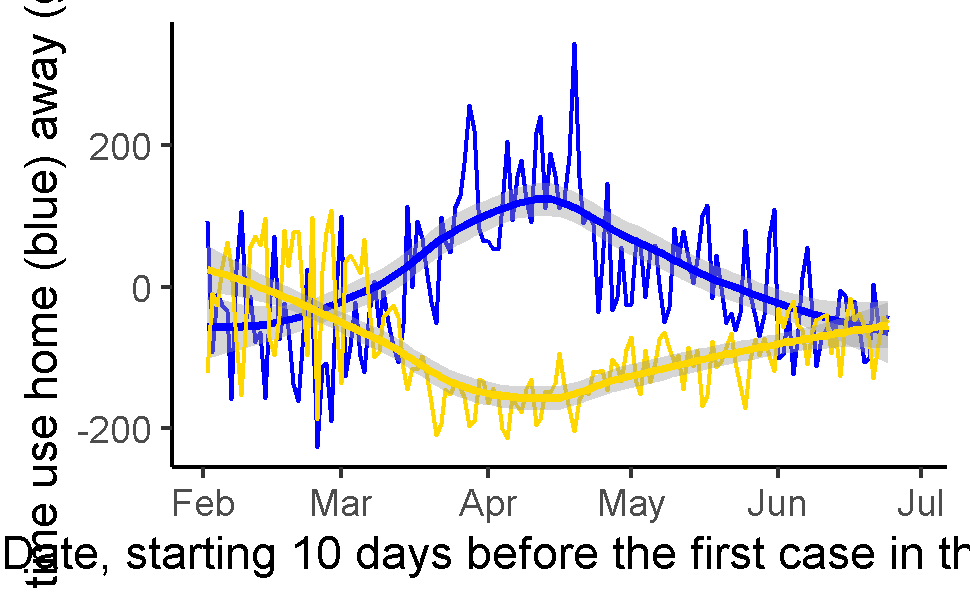 time use home (blue) away (
200
0
-200
Feb Mar Apr May Jun Jul
Date, starting 10 days before the first case in th